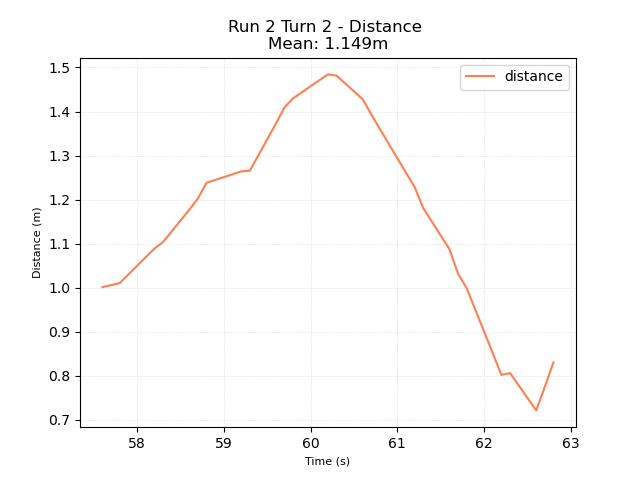 Run 2 Turn 2 - Distance
Mean: 1.149m
distance
1.5
1.4
1.3
1.2
1.1
1.0
0.9
0.8
0.7
Distance (m)
58 59 60 61 62 63
Time (s)